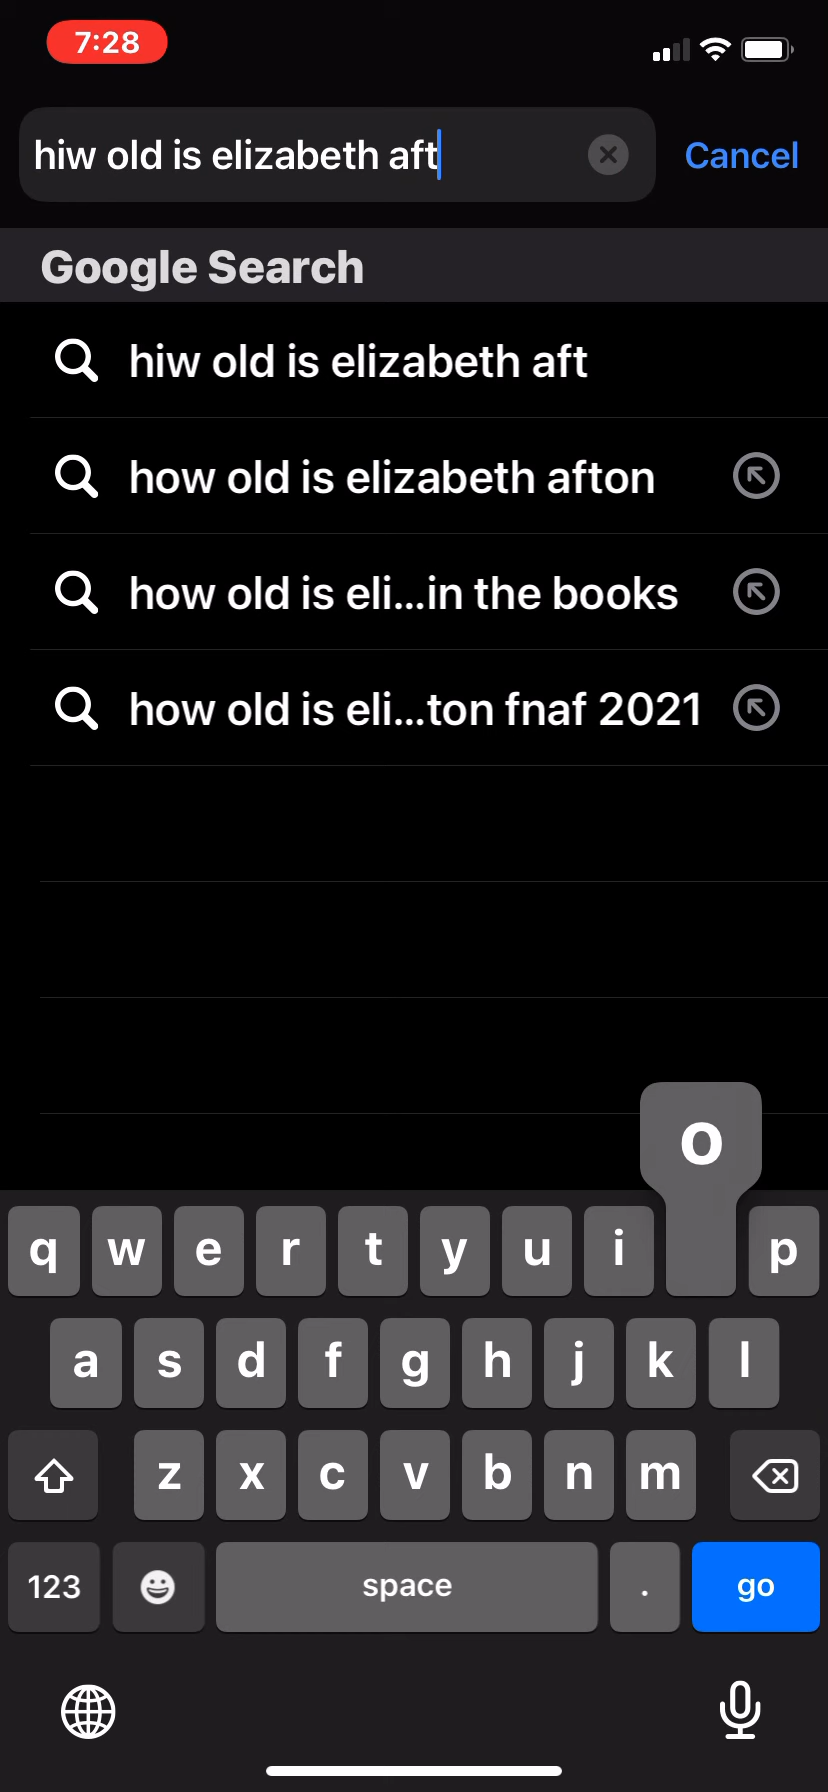 7:28
hiw old is elizabeth aft
Cancel
Google Search
hiw old is elizabeth aft
how old is elizabeth afton
how old is eli...in the books
how old is eli...ton fnaf 2021
o
q w e r t y u i p
a s d f g h j k l
z x c v b n m
123 space . go